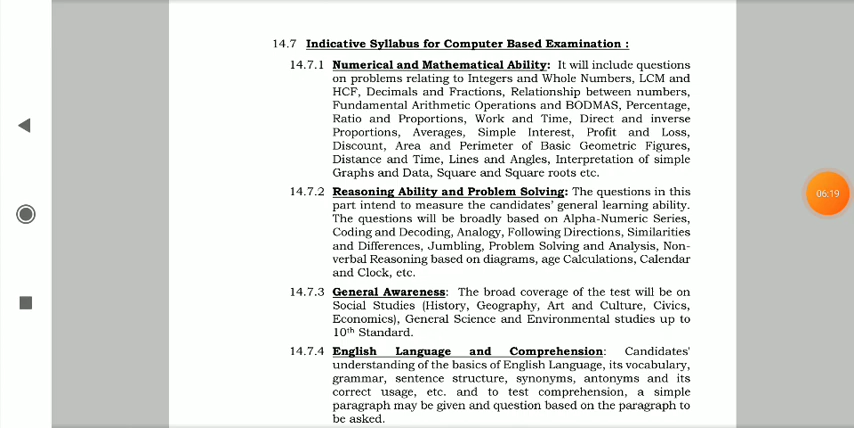 14.7 Indicative Syllabus for Computer Based Examination :
14.7.1 Numerical and Mathematical Ability: It will include questions
on problems relating to Integers and Whole Numbers, LCM and
HCF, Decimals and Fractions, Relationship between numbers,
Fundamental Arithmetic Operations and BODMAS, Percentage,
Ratio and Proportions, Work and Time, Direct and inverse
Proportions, Averages, Simple Interest, Profit and Loss,
Discount, Area and Perimeter of Basic Geometric Figures,
Distance and Time, Lines and Angles, Interpretation of simple
Graphs and Data, Square and Square roots etc.
14.7.2 Reasoning Ability and Problem Solving: The questions in this
part intend to measure the candidates' general learning ability.
The questions will be broadly based on Alpha-Numeric Series,
Coding and Decoding, Analogy, Following Directions, Similarities
and Differences, Jumbling, Problem Solving and Analysis, Non-
verbal Reasoning based on diagrams, age Calculations, Calendar
and Clock, etc.
14.7.3 General Awareness: The broad coverage of the test will be on
Social Studies (History, Geography, Art and Culture, Civics,
Economics), General Science and Environmental studies up to
10th Standard.
14.7.4 English Language and Comprehension: Candidates'
understanding of the basics of English Language, its vocabulary,
grammar, sentence structure, synonyms, antonyms and its
correct usage, etc. and to test comprehension, a simple
paragraph may be given and question based on the paragraph to
be asked.
06:19